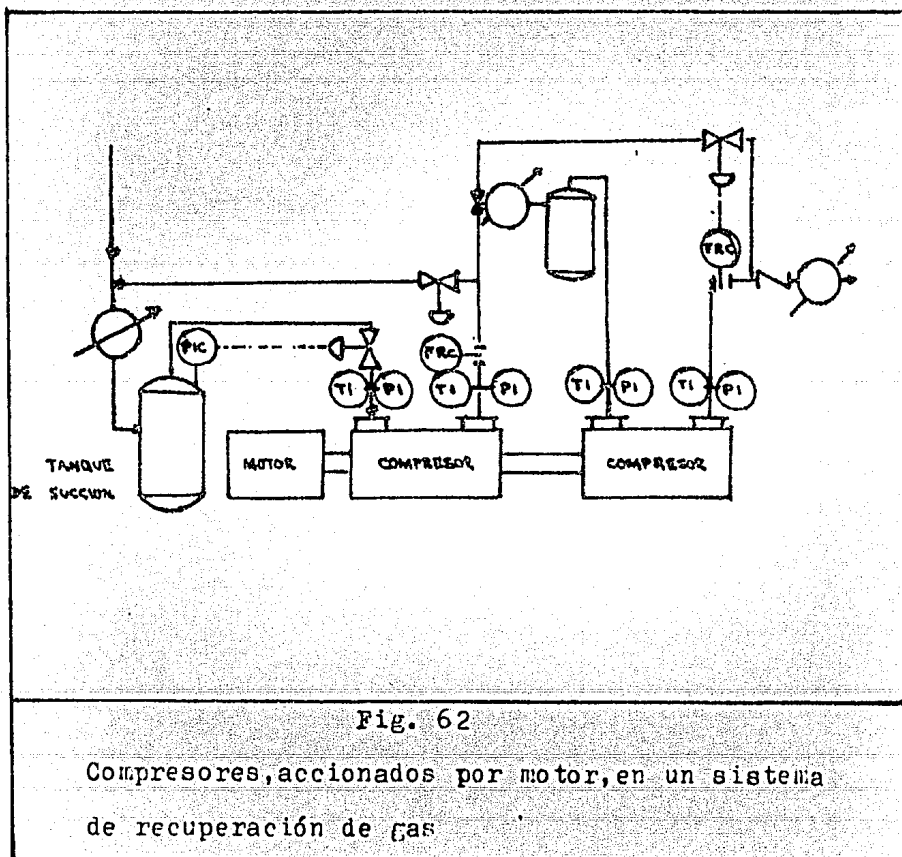 FRC
PIC
FRC
TI PI TI PI TI PI TI PI
TANQUE
DE SUCCION
MOTOR
COMPRESOR
COMPRESOR
Fig. 62
Compresores,accionados por motor,en un sistema
de recuperación de gas